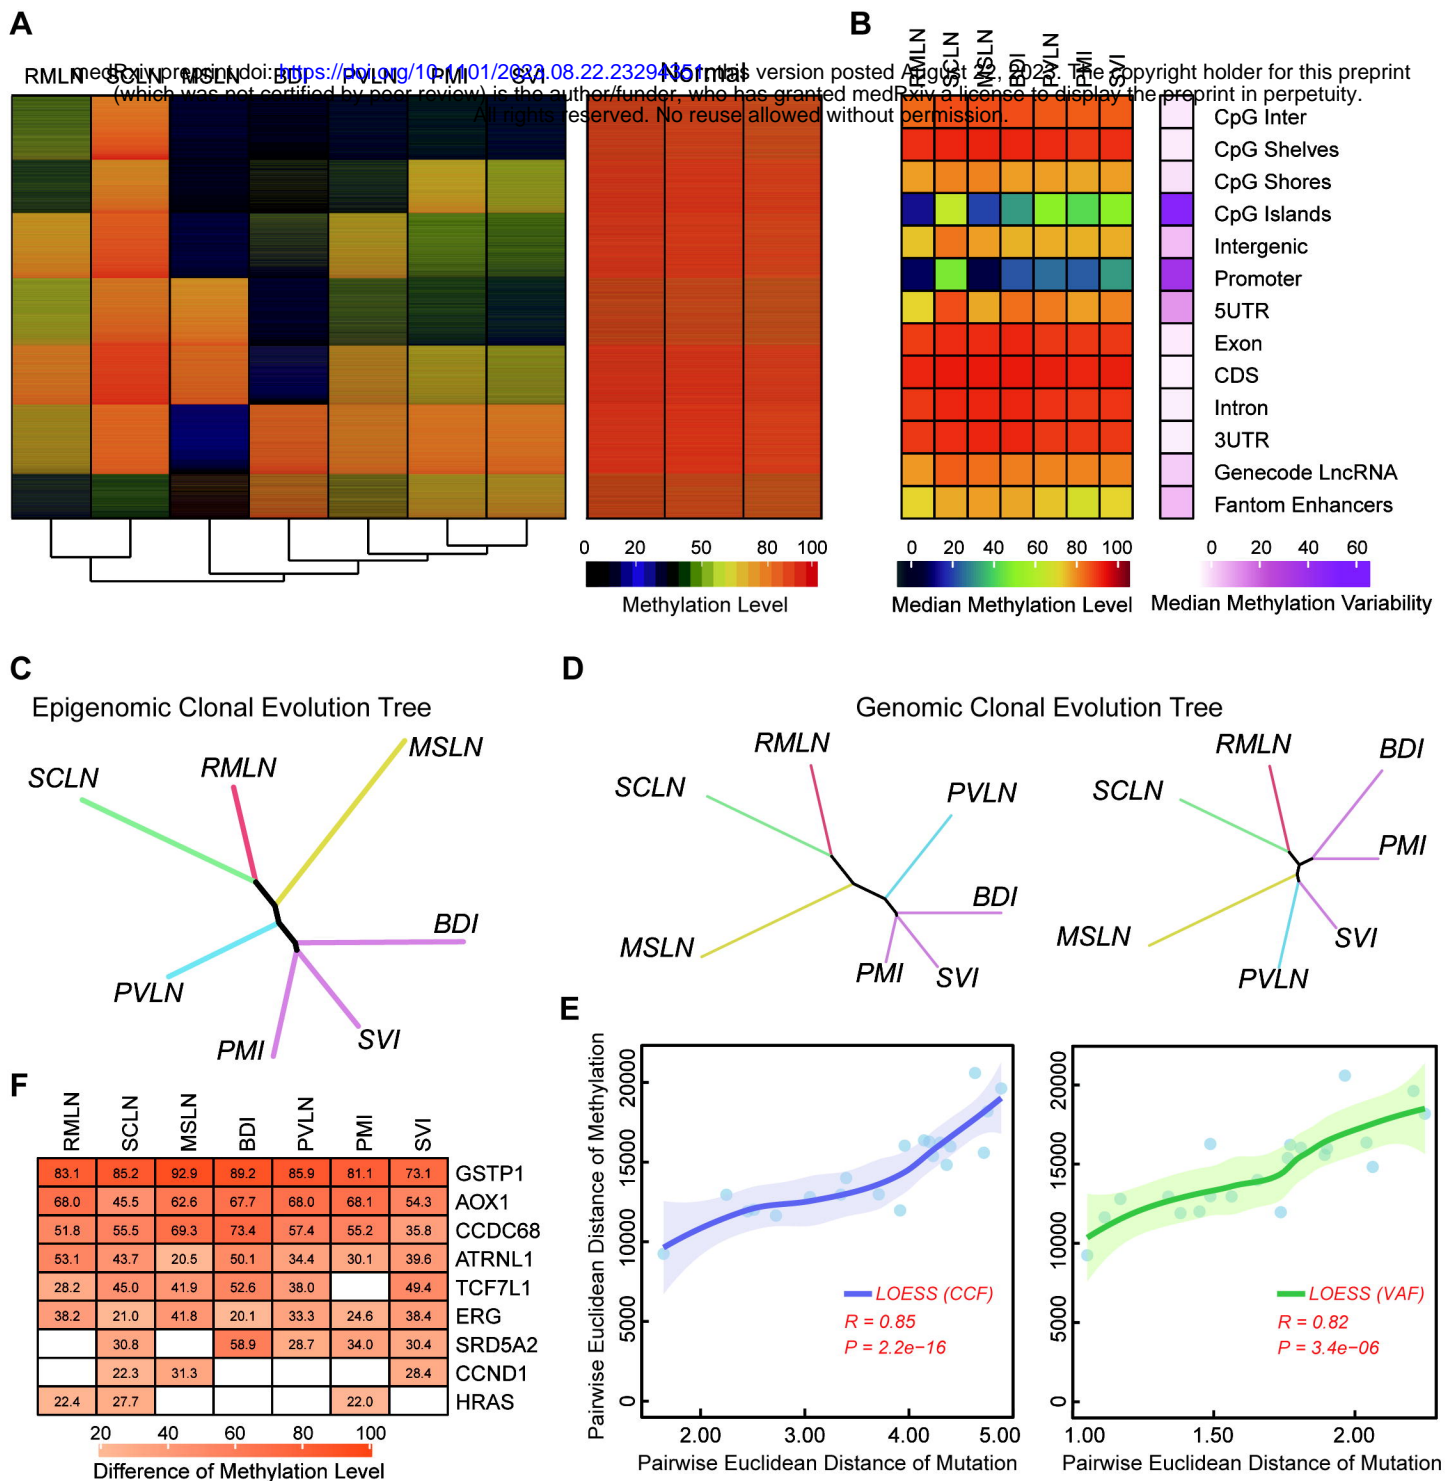 A
B
RMLN SCLN MSLN BDI PVLN PMI SVI
Normal
RMLN SCLN MSLN BDI PVLN PMI SVI
medRxiv preprint doi: https://doi.org/10.1101/2023.08.22.23294351; this version posted August 22, 2023. The copyright holder for this preprint
(which was not certified by peer review) is the author/funder, who has granted medRxiv a license to display the preprint in perpetuity.
All rights reserved. No reuse allowed without permission.
CpG Inter
CpG Shelves
CpG Shores
CpG Islands
Intergenic
Promoter
5UTR
Exon
CDS
Intron
3UTR
Genecode LncRNA
Fantom Enhancers
0 20 50 80 100
Methylation Level
0 20 40 60 80 100
Median Methylation Level
0 20 40 60
Median Methylation Variability
C
Epigenomic Clonal Evolution Tree
SCLN
RMLN
MSLN
BDI
PVLN
SVI
PMI
D
Genomic Clonal Evolution Tree
RMLN
SCLN
PVLN
BDI
MSLN
PMI
SVI
RMLN
BDI
SCLN
PMI
MSLN
SVI
PVLN
E
Pairwise Euclidean Distance of Methylation
0 5000 10000 15000 20000
LOESS (CCF)
R = 0.85
P = 2.2e−16
2.00 3.00 4.00 5.00
Pairwise Euclidean Distance of Mutation
0 5000 10000 15000 20000
LOESS (VAF)
R = 0.82
P = 3.4e−06
1.00 1.50 2.00
Pairwise Euclidean Distance of Mutation
F
RMLN SCLN MSLN BDI PVLN PMI SVI
83.1 85.2 92.9 89.2 85.9 81.1 73.1 GSTP1
68.0 45.5 62.6 67.7 68.0 68.1 54.3 AOX1
51.8 55.5 69.3 73.4 57.4 55.2 35.8 CCDC68
53.1 43.7 20.5 50.1 34.4 30.1 39.6 ATRNL1
28.2 45.0 41.9 52.6 38.0 49.4 TCF7L1
38.2 21.0 41.8 20.1 33.3 24.6 38.4 ERG
30.8 58.9 28.7 34.0 30.4 SRD5A2
22.3 31.3 28.4 CCND1
22.4 27.7 22.0 HRAS
20 40 60 80 100
Difference of Methylation Level